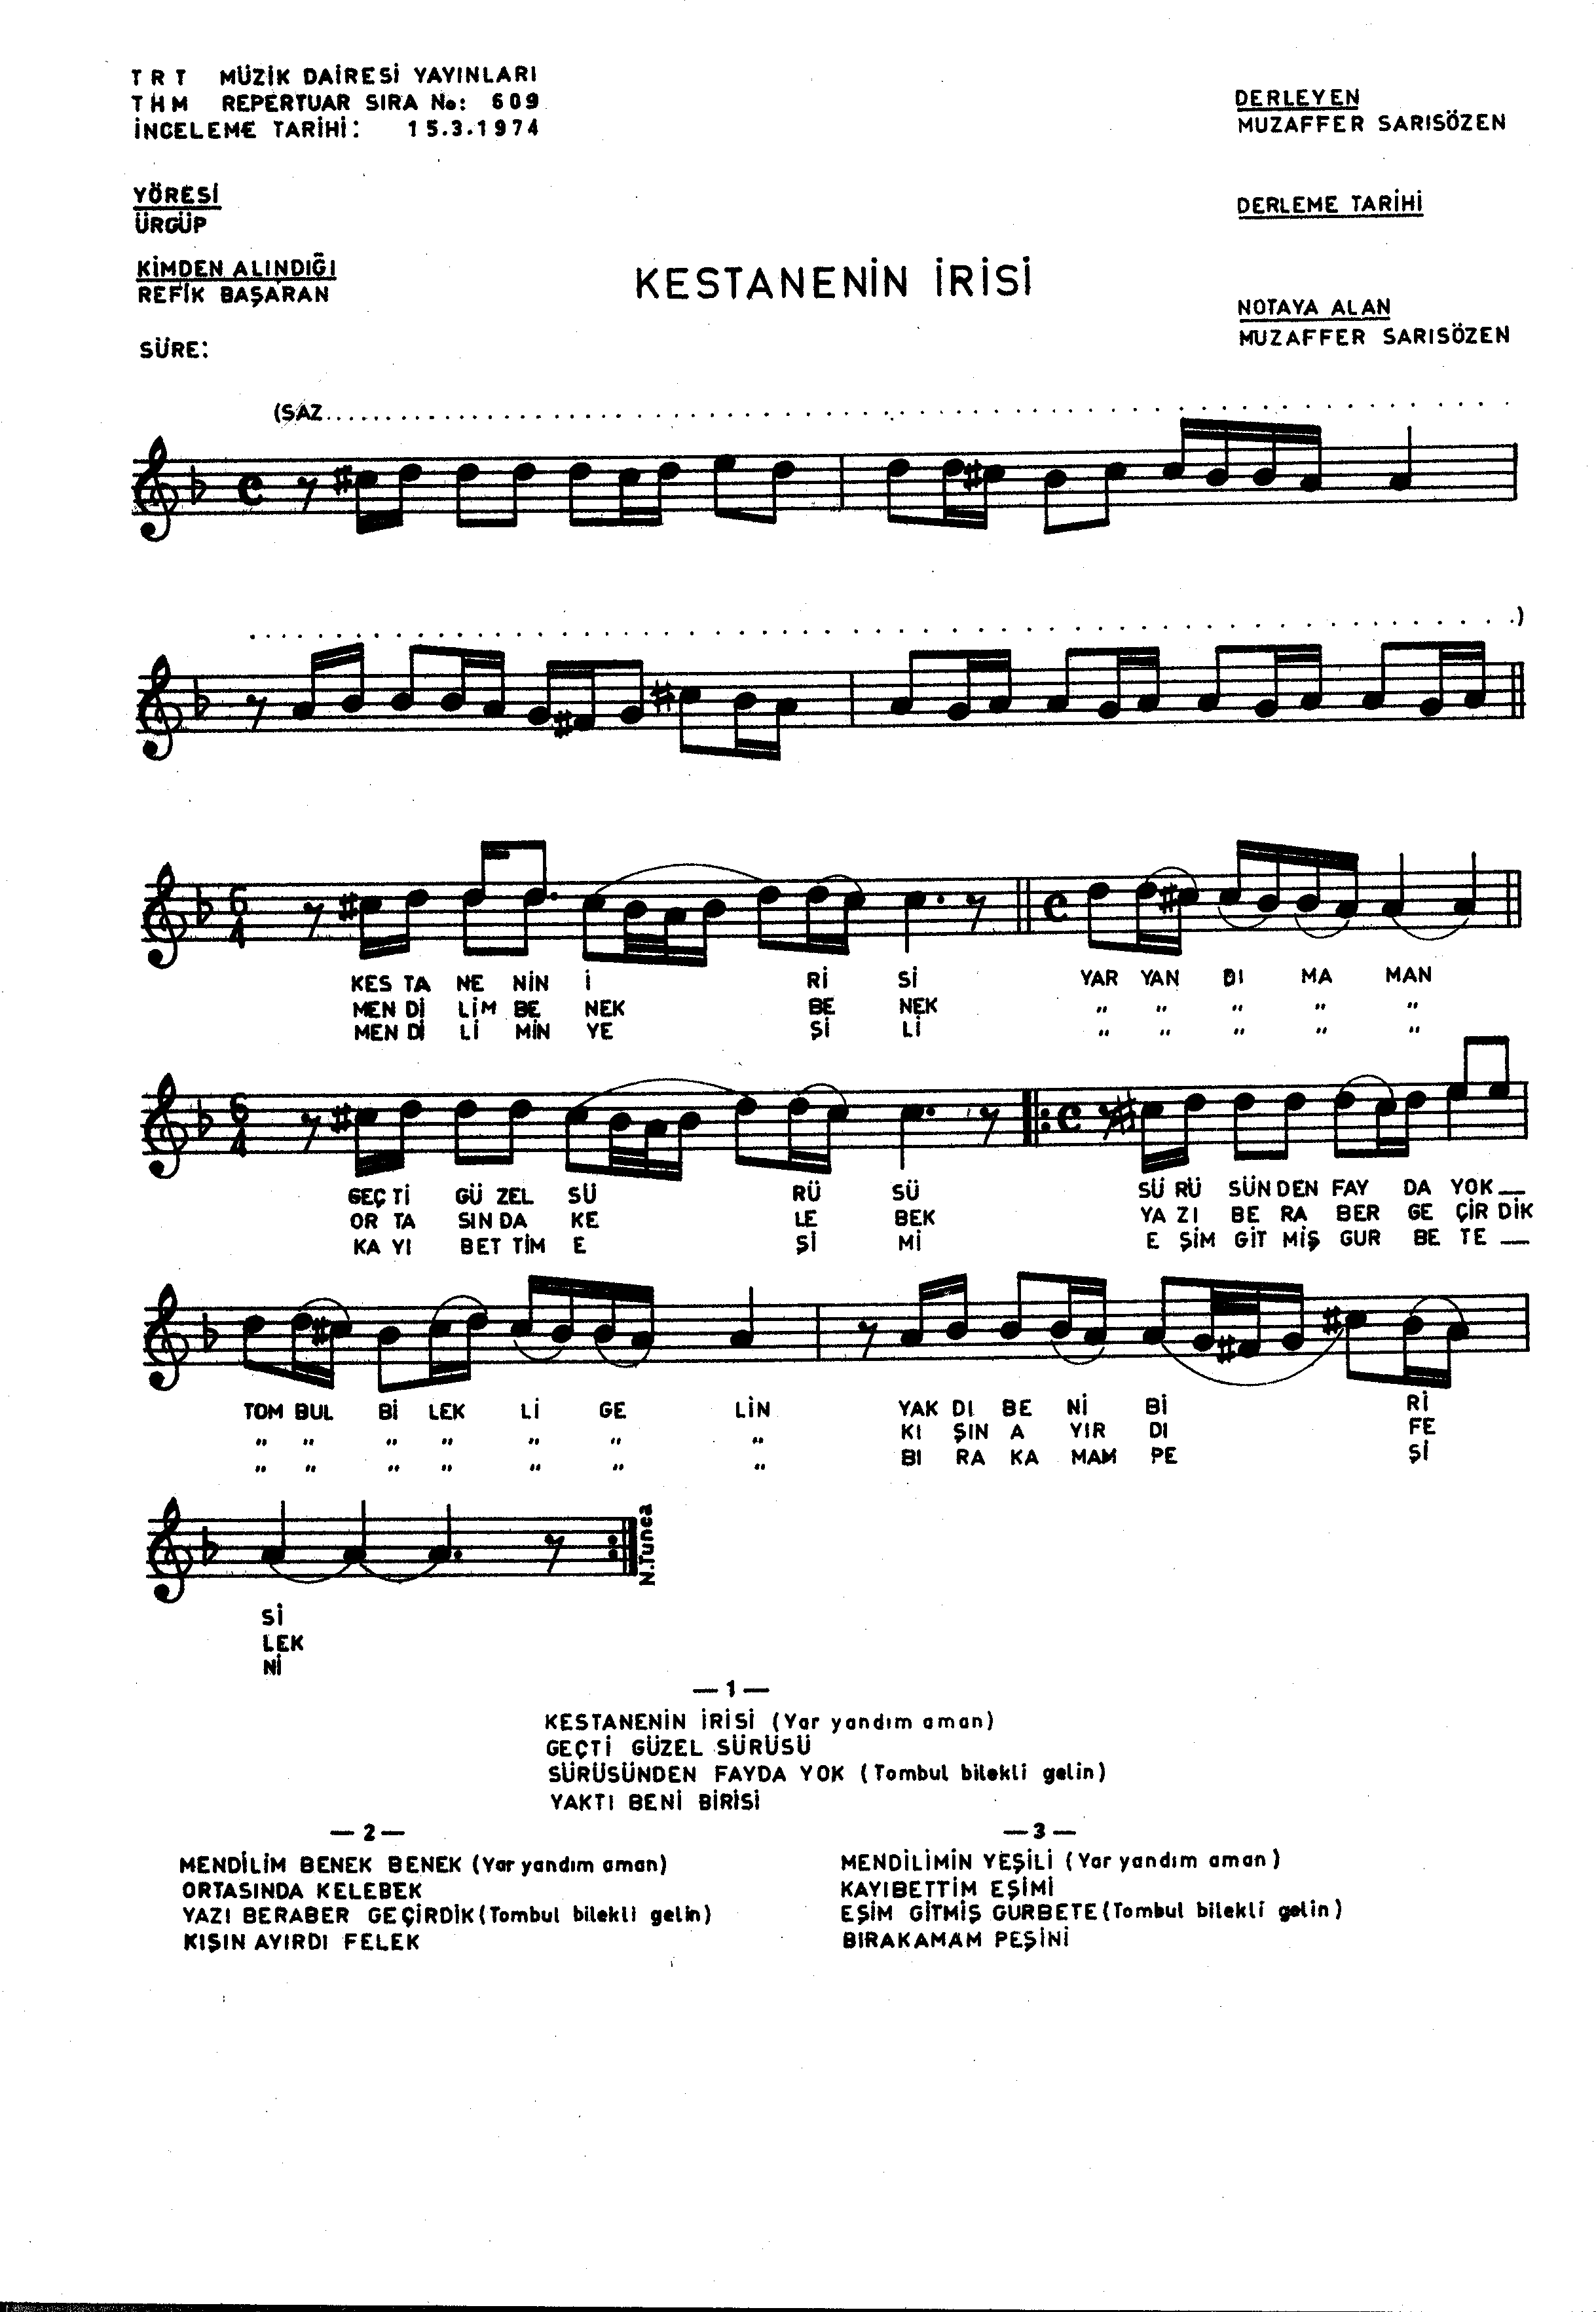 TRT MÜZİK DAİRESİ YAYINLARI
THM REPERTUAR SIRA No: 609
İNCELEME TARİHİ: 15.3.1974
DERLEYEN
MUZAFFER SARISÖZEN
YÖRESİ
ÜRGÜP
DERLEME TARİHİ
KİMDEN ALINDIĞI
REFİK BAŞARAN
KESTANENİN İRİSİ
NOTAYA ALAN
MUZAFFER SARISÖZEN
SÜRE:
(SAZ
)
KES TA NE NİN İ Rİ Sİ YAR YAN DI MA MAN
MEN Dİ LİM BE NEK BE NEK " " " " "
MEN Dİ Lİ MİN YE Şİ Lİ " " " " "
GEÇ Tİ GÜ ZEL SÜ RÜ SÜ SÜ RÜ SÜN DEN FAY DA YOK
OR TA SIN DA KE LE BEK YA ZI BE RA BER GE ÇİR DİK
KA YI BET TİM E Şİ Mİ E ŞİM GİT MİŞ GUR BE TE
TOM BUL Bİ LEK Lİ GE LİN YAK DI BE Nİ Bİ Rİ
" " " " " " " KI ŞIN A YIR DI FE
" " " " " " " BI RA KA MAM PE Şİ
N.Tunca
Sİ
LEK
Nİ
— 1 —
KESTANENİN İRİSİ (Yar yandım aman)
GEÇTİ GÜZEL SÜRÜSÜ
SÜRÜSÜNDEN FAYDA YOK (Tombul bilekli gelin)
YAKTI BENİ BİRİSİ
— 2 —
MENDİLİM BENEK BENEK (Yar yandım aman)
ORTASINDA KELEBEK
YAZI BERABER GEÇİRDİK (Tombul bilekli gelin)
KIŞIN AYIRDI FELEK
— 3 —
MENDİLİMİN YEŞİLİ (Yar yandım aman)
KAYIBETTİM EŞİMİ
EŞİM GİTMİŞ GURBETE (Tombul bilekli gelin)
BIRAKAMAM PEŞİNİ